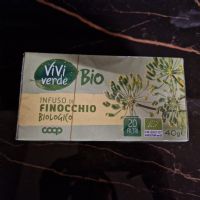 ViVi
verde
BiO
INFUSO DI
FINOCCHIO
BIOLOGICO
coop
20
FILTRI
40g